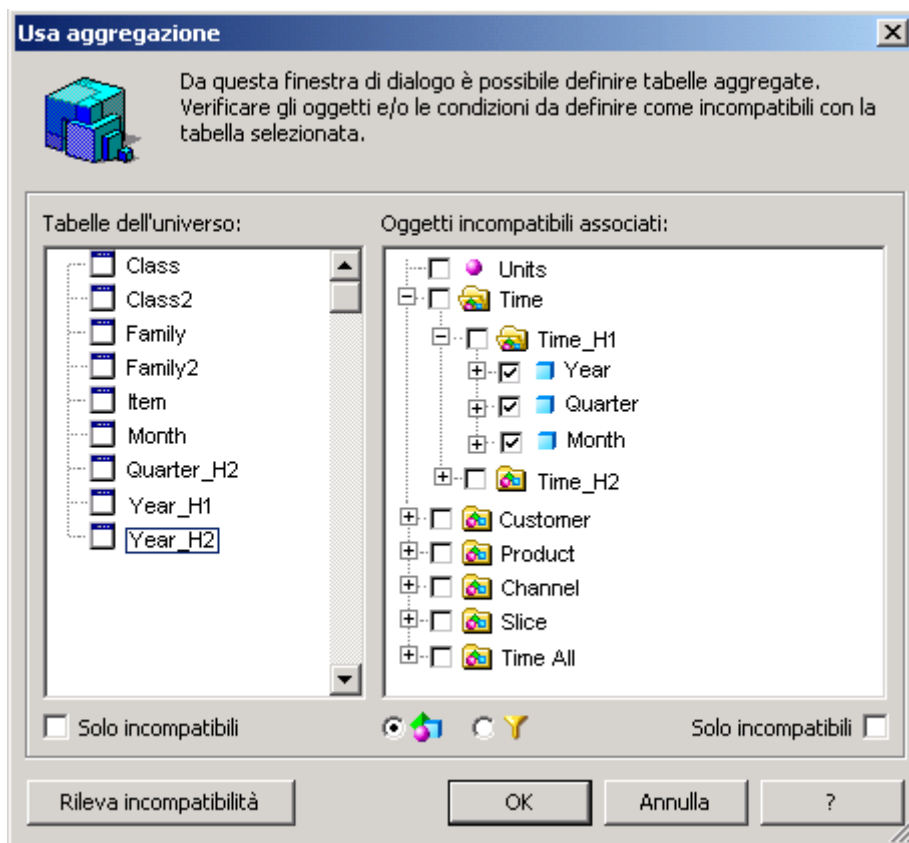 Usa aggregazione
Da questa finestra di dialogo è possibile definire tabelle aggregate.
Verificare gli oggetti e/o le condizioni da definire come incompatibili con la
tabella selezionata.
Tabelle dell'universo:
Class
Class2
Family
Family2
Item
Month
Quarter_H2
Year_H1
Year_H2
Oggetti incompatibili associati:
Units
Time
Time_H1
Year
Quarter
Month
Time_H2
Customer
Product
Channel
Slice
Time All
Solo incompatibili
Solo incompatibili
Rileva incompatibilità
OK
Annulla
?